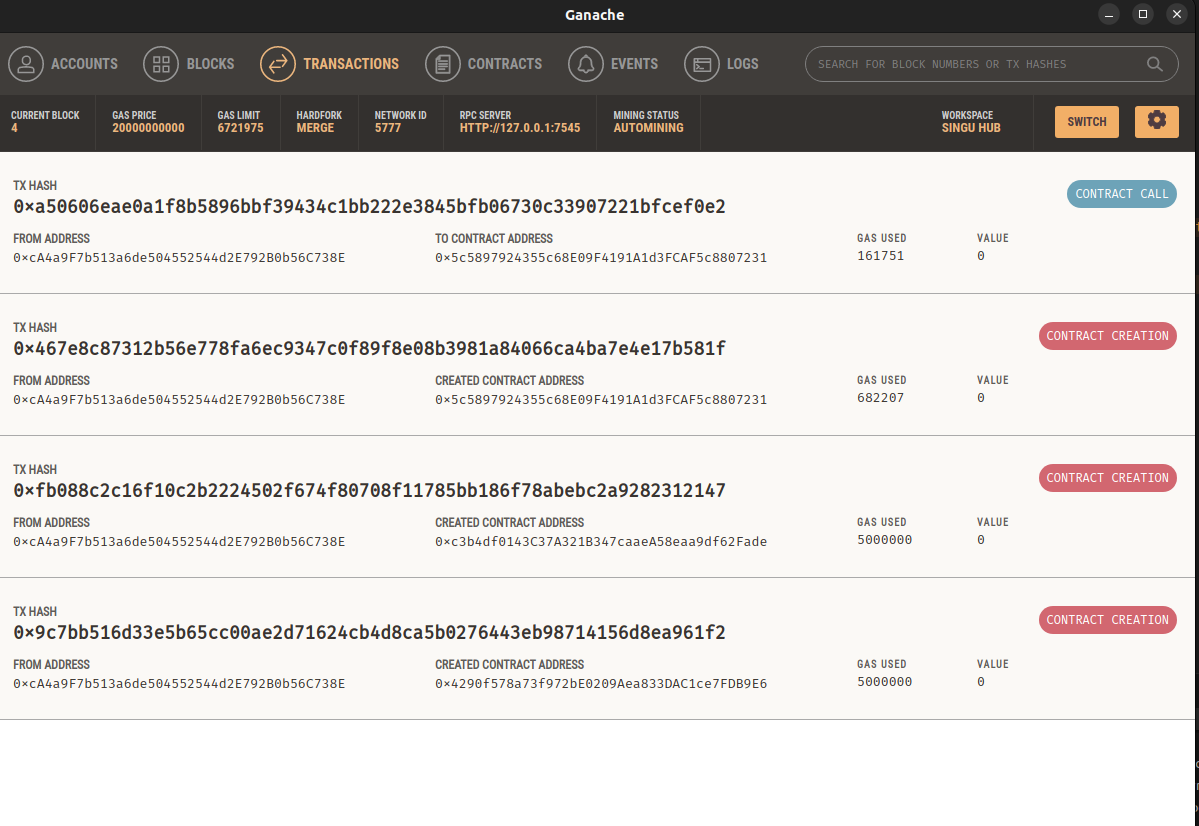 Ganache
ACCOUNTS BLOCKS TRANSACTIONS CONTRACTS EVENTS LOGS SEARCH FOR BLOCK NUMBERS OR TX HASHES
CURRENT BLOCK GAS PRICE GAS LIMIT HARDFORK NETWORK ID RPC SERVER MINING STATUS WORKSPACE
4 20000000000 6721975 MERGE 5777 HTTP://127.0.0.1:7545 AUTOMINING SINGU HUB SWITCH
TX HASH
0×a50606eae0a1f8b5896bbf39434c1bb222e3845bfb06730c33907221bfcef0e2 CONTRACT CALL
FROM ADDRESS TO CONTRACT ADDRESS GAS USED VALUE
0×cA4a9F7b513a6de504552544d2E792B0b56C738E 0×5c5897924355c68E09F4191A1d3FCAF5c8807231 161751 0
TX HASH
0×467e8c87312b56e778fa6ec9347c0f89f8e08b3981a84066ca4ba7e4e17b581f CONTRACT CREATION
FROM ADDRESS CREATED CONTRACT ADDRESS GAS USED VALUE
0×cA4a9F7b513a6de504552544d2E792B0b56C738E 0×5c5897924355c68E09F4191A1d3FCAF5c8807231 682207 0
TX HASH
0×fb088c2c16f10c2b2224502f674f80708f11785bb186f78abebc2a9282312147 CONTRACT CREATION
FROM ADDRESS CREATED CONTRACT ADDRESS GAS USED VALUE
0×cA4a9F7b513a6de504552544d2E792B0b56C738E 0×c3b4df0143C37A321B347caaeA58eaa9df62Fade 5000000 0
TX HASH
0×9c7bb516d33e5b65cc00ae2d71624cb4d8ca5b0276443eb98714156d8ea961f2 CONTRACT CREATION
FROM ADDRESS CREATED CONTRACT ADDRESS GAS USED VALUE
0×cA4a9F7b513a6de504552544d2E792B0b56C738E 0×4290f578a73f972bE0209Aea833DAC1ce7FDB9E6 5000000 0